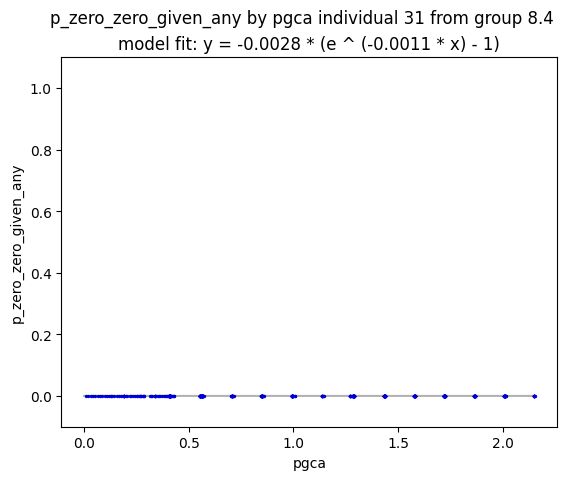 p_zero_zero_given_any by pgca individual 31 from group 8.4
model fit: y = -0.0028 * (e ^ (-0.0011 * x) - 1)
1.0
0.8
0.6
0.4
0.2
0.0
p_zero_zero_given_any
0.0 0.5 1.0 1.5 2.0
pgca